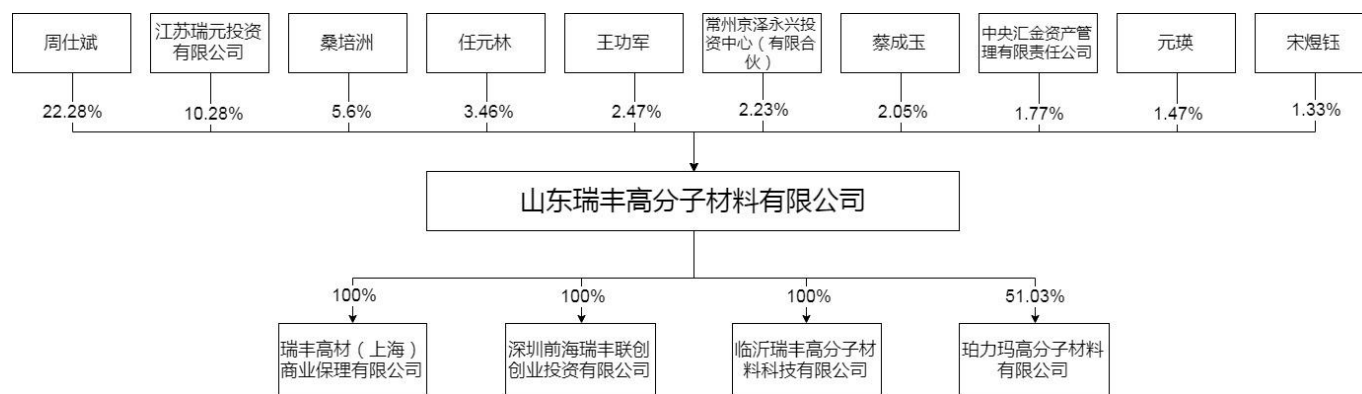 周仕斌
江苏瑞元投资
有限公司
桑培洲
任元林
王功军
常州京泽永兴投
资中心（有限合
伙）
蔡成玉
中央汇金资产管
理有限责任公司
元瑛
宋煜钰
22.28%
10.28%
5.6%
3.46%
2.47%
2.23%
2.05%
1.77%
1.47%
1.33%
山东瑞丰高分子材料有限公司
100%
100%
100%
51.03%
瑞丰高材（上海）
商业保理有限公司
深圳前海瑞丰联创
创业投资有限公司
临沂瑞丰高分子材
料科技有限公司
珀力玛高分子材料
有限公司